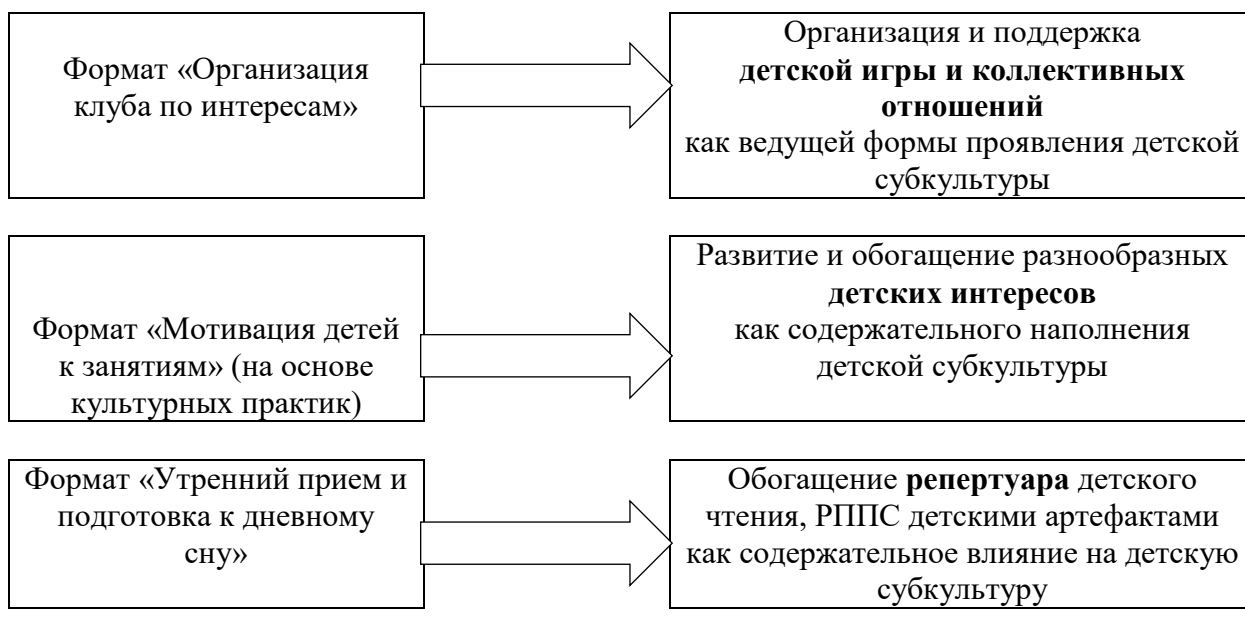 Формат «Организация
клуба по интересам»
Организация и поддержка
детской игры и коллективных
отношений
как ведущей формы проявления детской
субкультуры
Формат «Мотивация детей
к занятиям» (на основе
культурных практик)
Развитие и обогащение разнообразных
детских интересов
как содержательного наполнения
детской субкультуры
Формат «Утренний прием и
подготовка к дневному
сну»
Обогащение репертуара детского
чтения, РППС детскими артефактами
как содержательное влияние на детскую
субкультуру